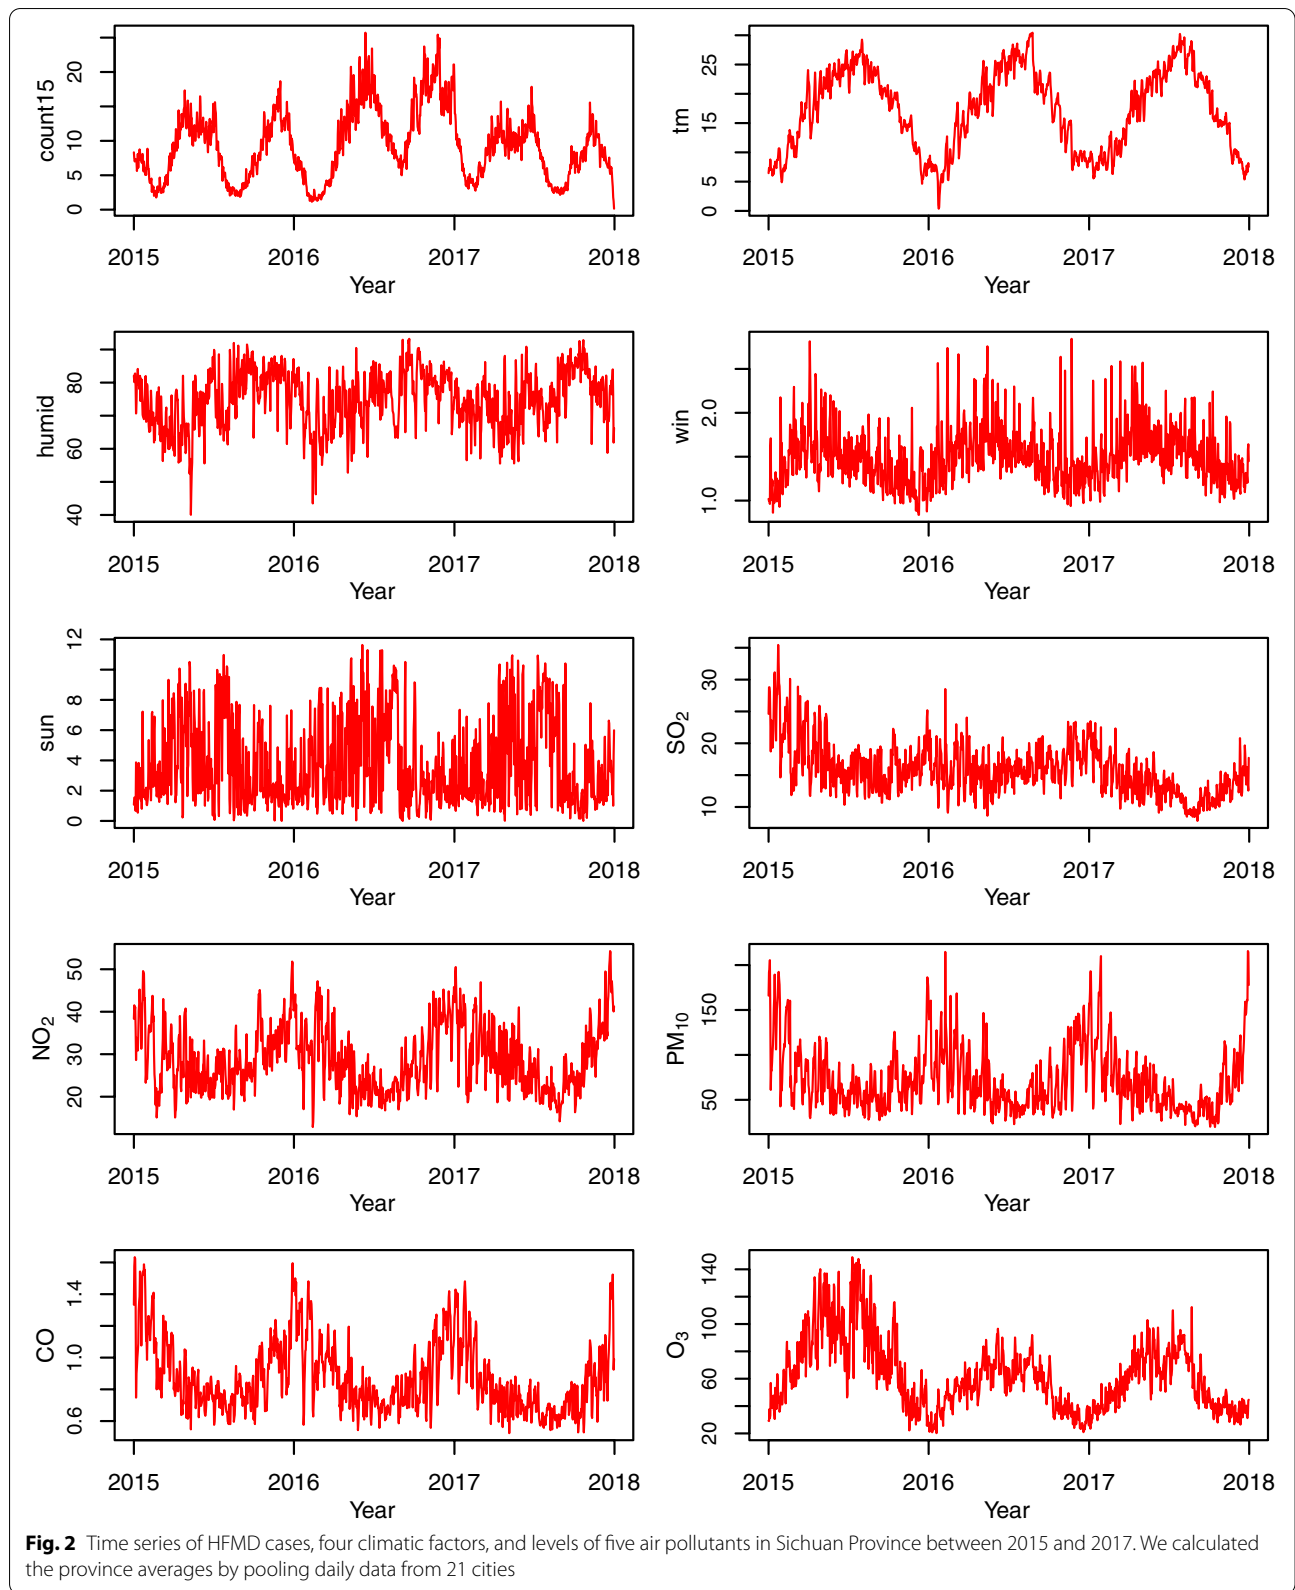 count15
0 5 10 20
2015 2016 2017 2018
Year
tm
0 5 15 25
2015 2016 2017 2018
Year
humid
40 60 80
2015 2016 2017 2018
Year
win
1.0 2.0
2015 2016 2017 2018
Year
sun
0 2 4 6 8 12
2015 2016 2017 2018
Year
SO2
10 20 30
2015 2016 2017 2018
Year
NO2
20 30 40 50
2015 2016 2017 2018
Year
PM10
50 150
2015 2016 2017 2018
Year
CO
0.6 1.0 1.4
2015 2016 2017 2018
Year
O3
20 60 100 140
2015 2016 2017 2018
Year
Fig. 2 Time series of HFMD cases, four climatic factors, and levels of five air pollutants in Sichuan Province between 2015 and 2017. We calculated
the province averages by pooling daily data from 21 cities